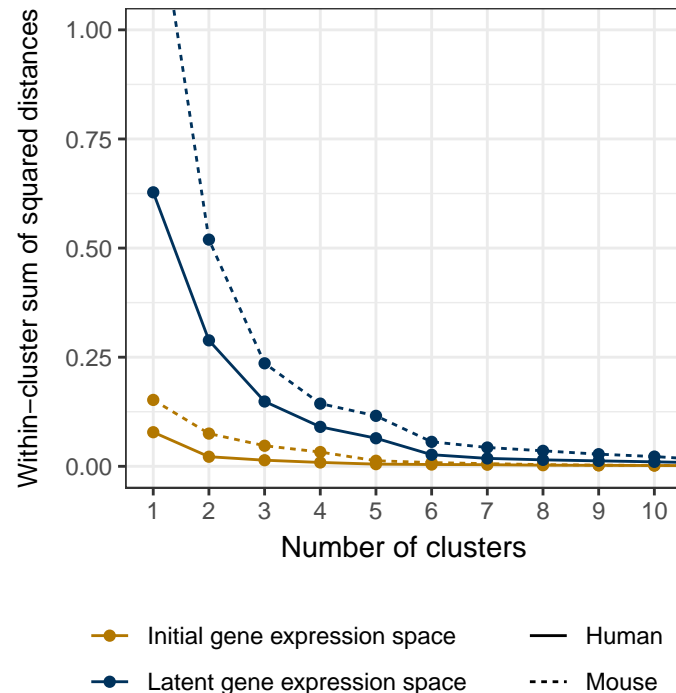 Within−cluster sum of squared distances
1.00
0.75
0.50
0.25
0.00
1 2 3 4 5 6 7 8 9 10
Number of clusters
Initial gene expression space
Human
Latent gene expression space
Mouse